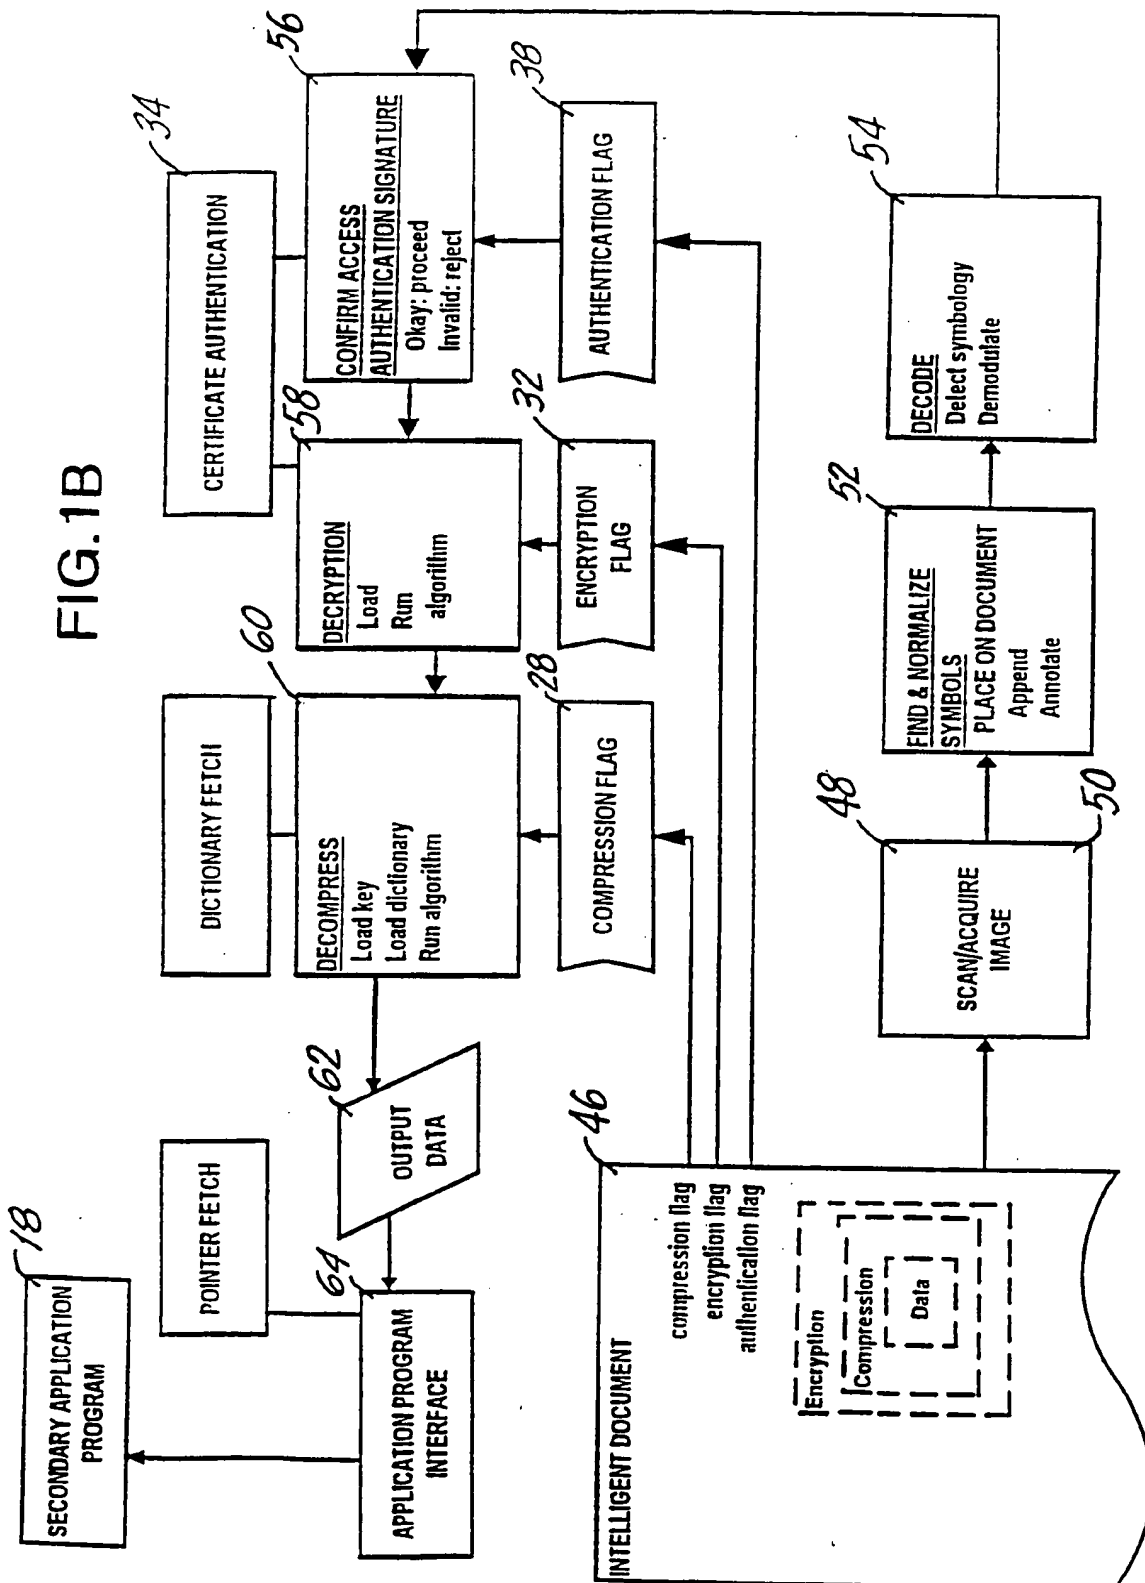 FIG.1B
18
SECONDARY APPLICATION
PROGRAM
POINTER FETCH
DICTIONARY FETCH
CERTIFICATE AUTHENTICATION
34
64
APPLICATION PROGRAM
INTERFACE
62
OUTPUT
DATA
60
DECOMPRESS
Load key
Load dictionary
Run algorithm
58
DECRYPTION
Load
Run
algorithm
56
CONFIRM ACCESS
AUTHENTICATION SIGNATURE
Okay: proceed
Invalid: reject
28
COMPRESSION FLAG
32
ENCRYPTION
FLAG
38
AUTHENTICATION FLAG
46
INTELLIGENT DOCUMENT
compression flag
encryption flag
authentication flag
Encryption
Compression
Data
48
SCAN/ACQUIRE
IMAGE
50
52
FIND & NORMALIZE
SYMBOLS
PLACE ON DOCUMENT
Append
Annotate
54
DECODE
Detect symbology
Demodulate